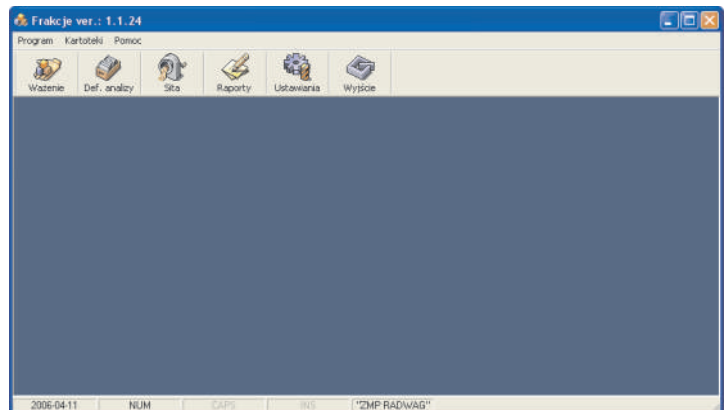 Frakcje ver.: 1.1.24
Program Kartoteki Pomoc
Ważenie Def. analizy Sita Raporty Ustawiania Wyjście
2006-04-11 NUM CAPS INS "ZMP RADWAG"